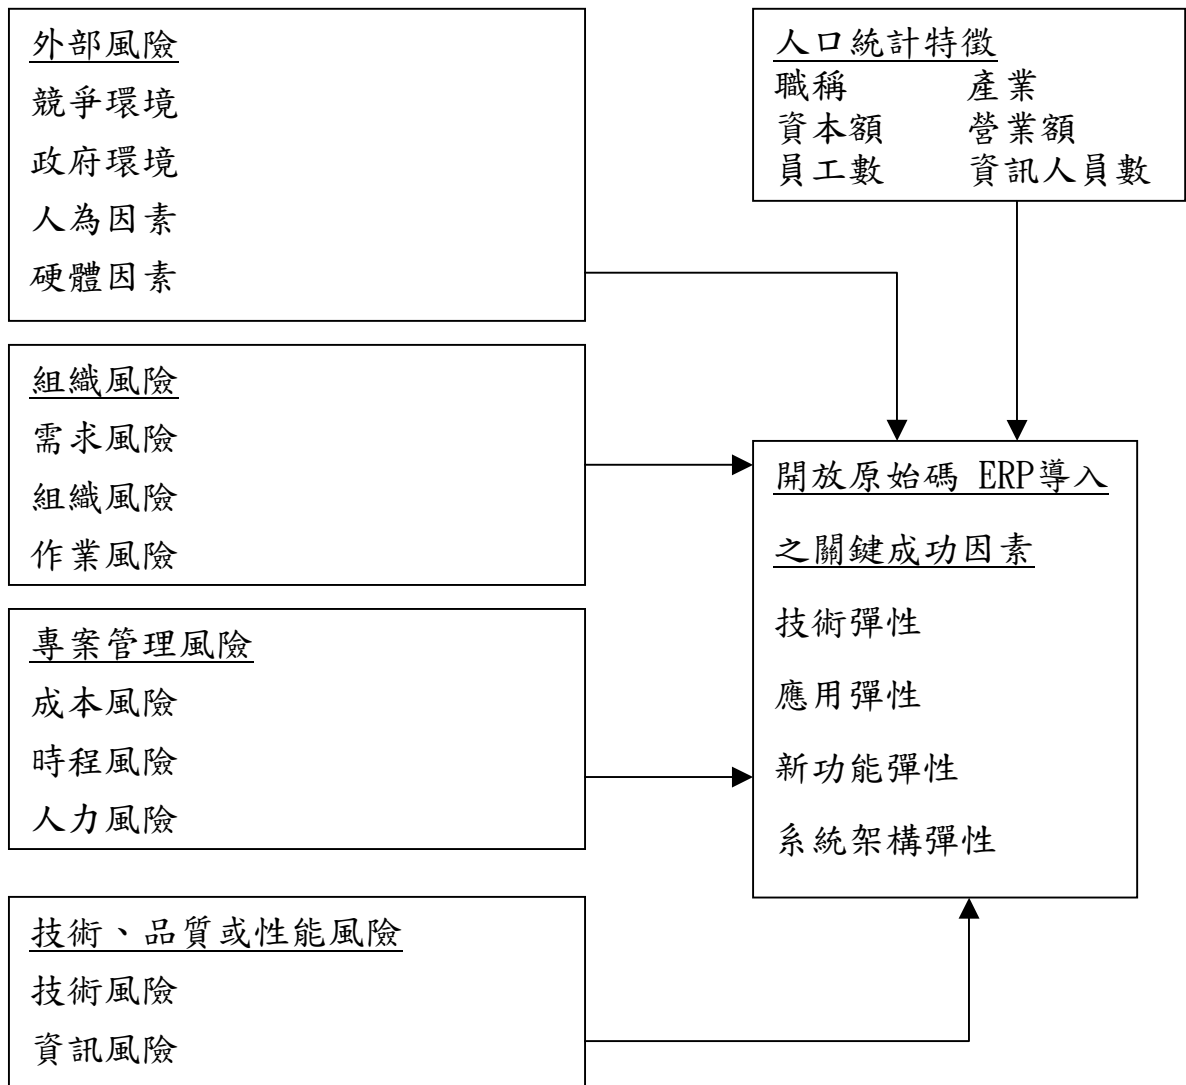 外部風險
競爭環境
政府環境
人為因素
硬體因素
人口統計特徵
職稱 產業
資本額 營業額
員工數 資訊人員數
組織風險
需求風險
組織風險
作業風險
專案管理風險
成本風險
時程風險
人力風險
技術、品質或性能風險
技術風險
資訊風險
開放原始碼 ERP導入
之關鍵成功因素
技術彈性
應用彈性
新功能彈性
系統架構彈性